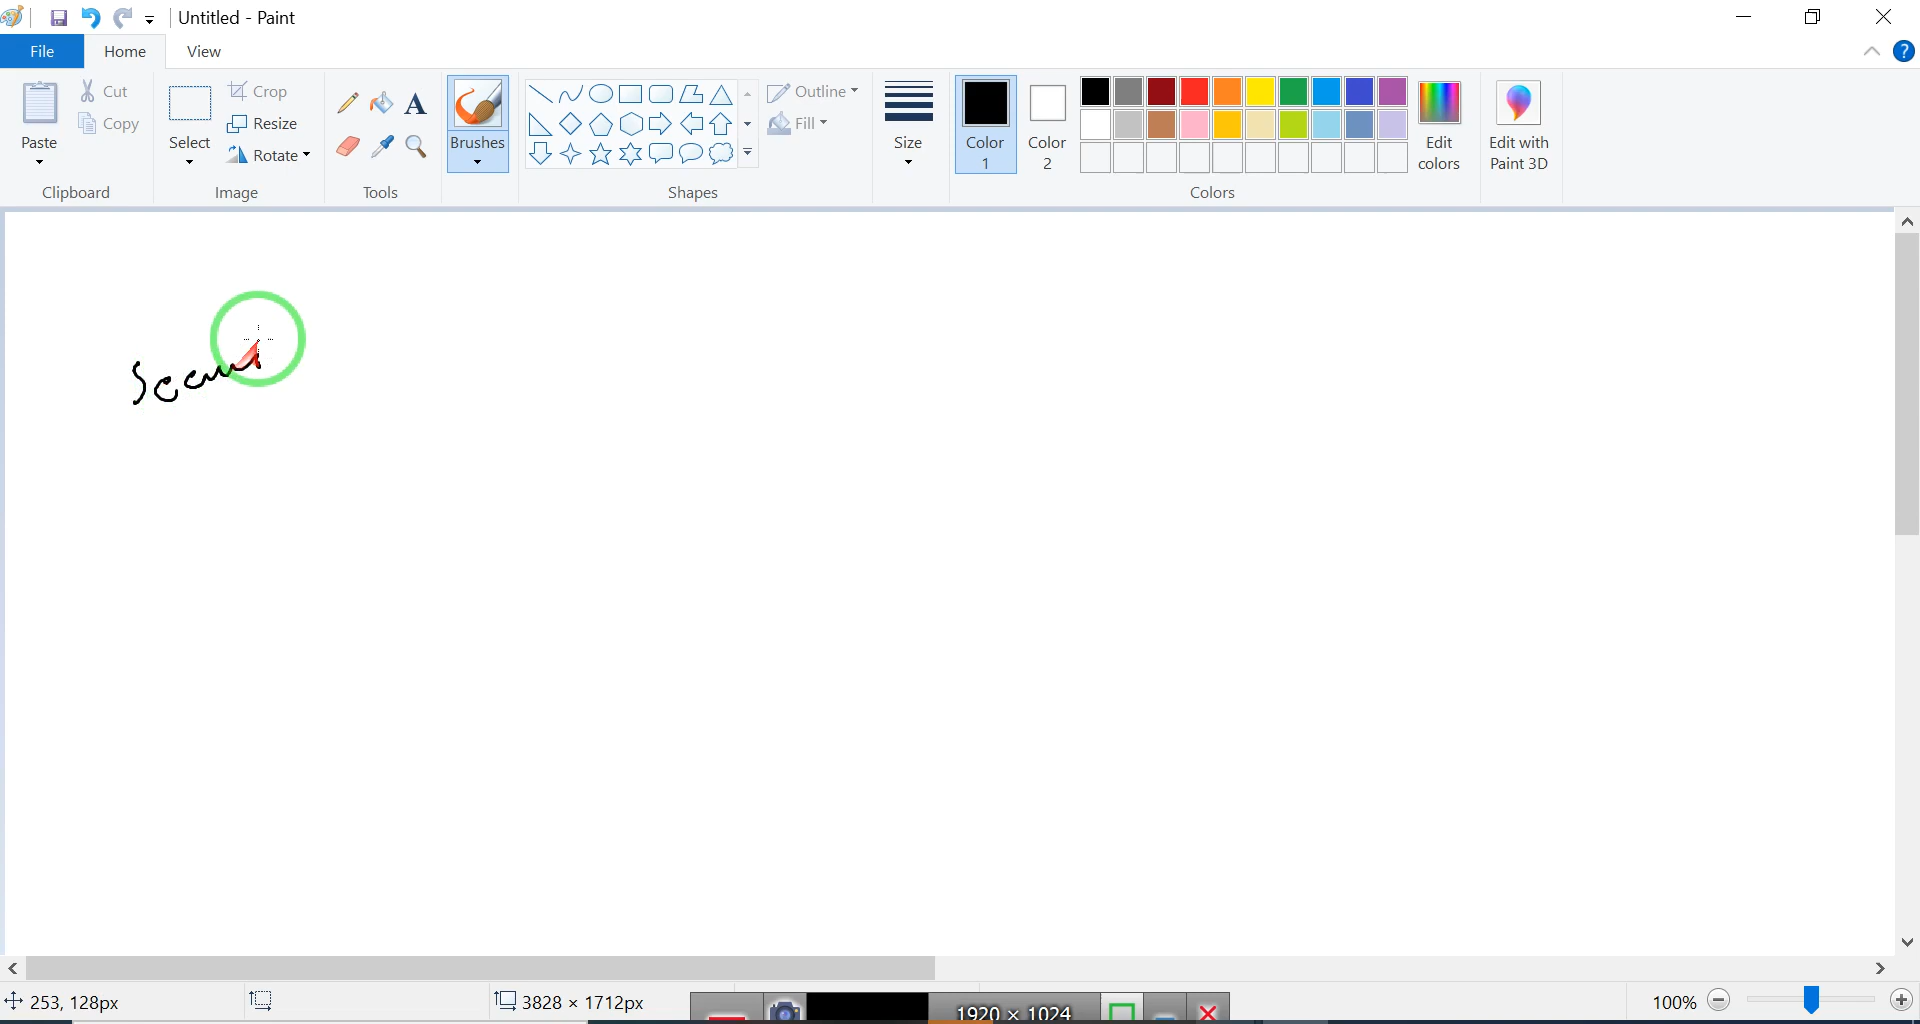 Untitled - Paint
File Home View
Paste
Cut
Copy
Clipboard
Select
Crop
Resize
Rotate
Image
Tools
Brushes
Shapes
Outline
Fill
Size
Color 1
Color 2
Colors
Edit colors
Edit with Paint 3D
253, 128px
3828 × 1712px
1920 × 1024
100%